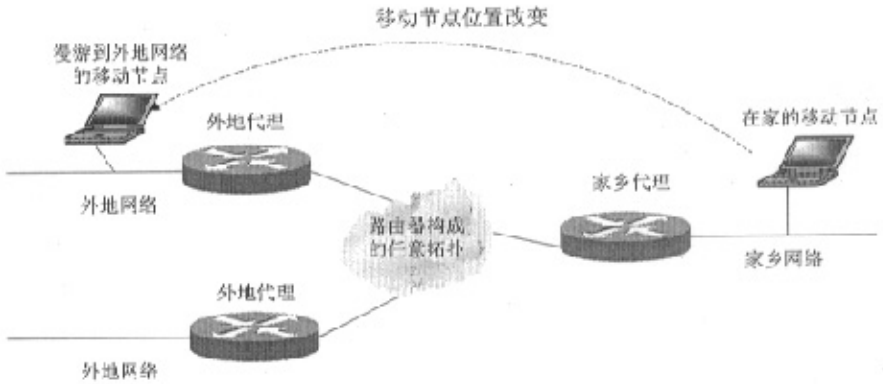 移动节点位置改变
漫游到外地网络
的移动节点
外地代理
在家的移动节点
外地网络
家乡代理
路由器构成
的任意拓扑
家乡网络
外地代理
外地网络